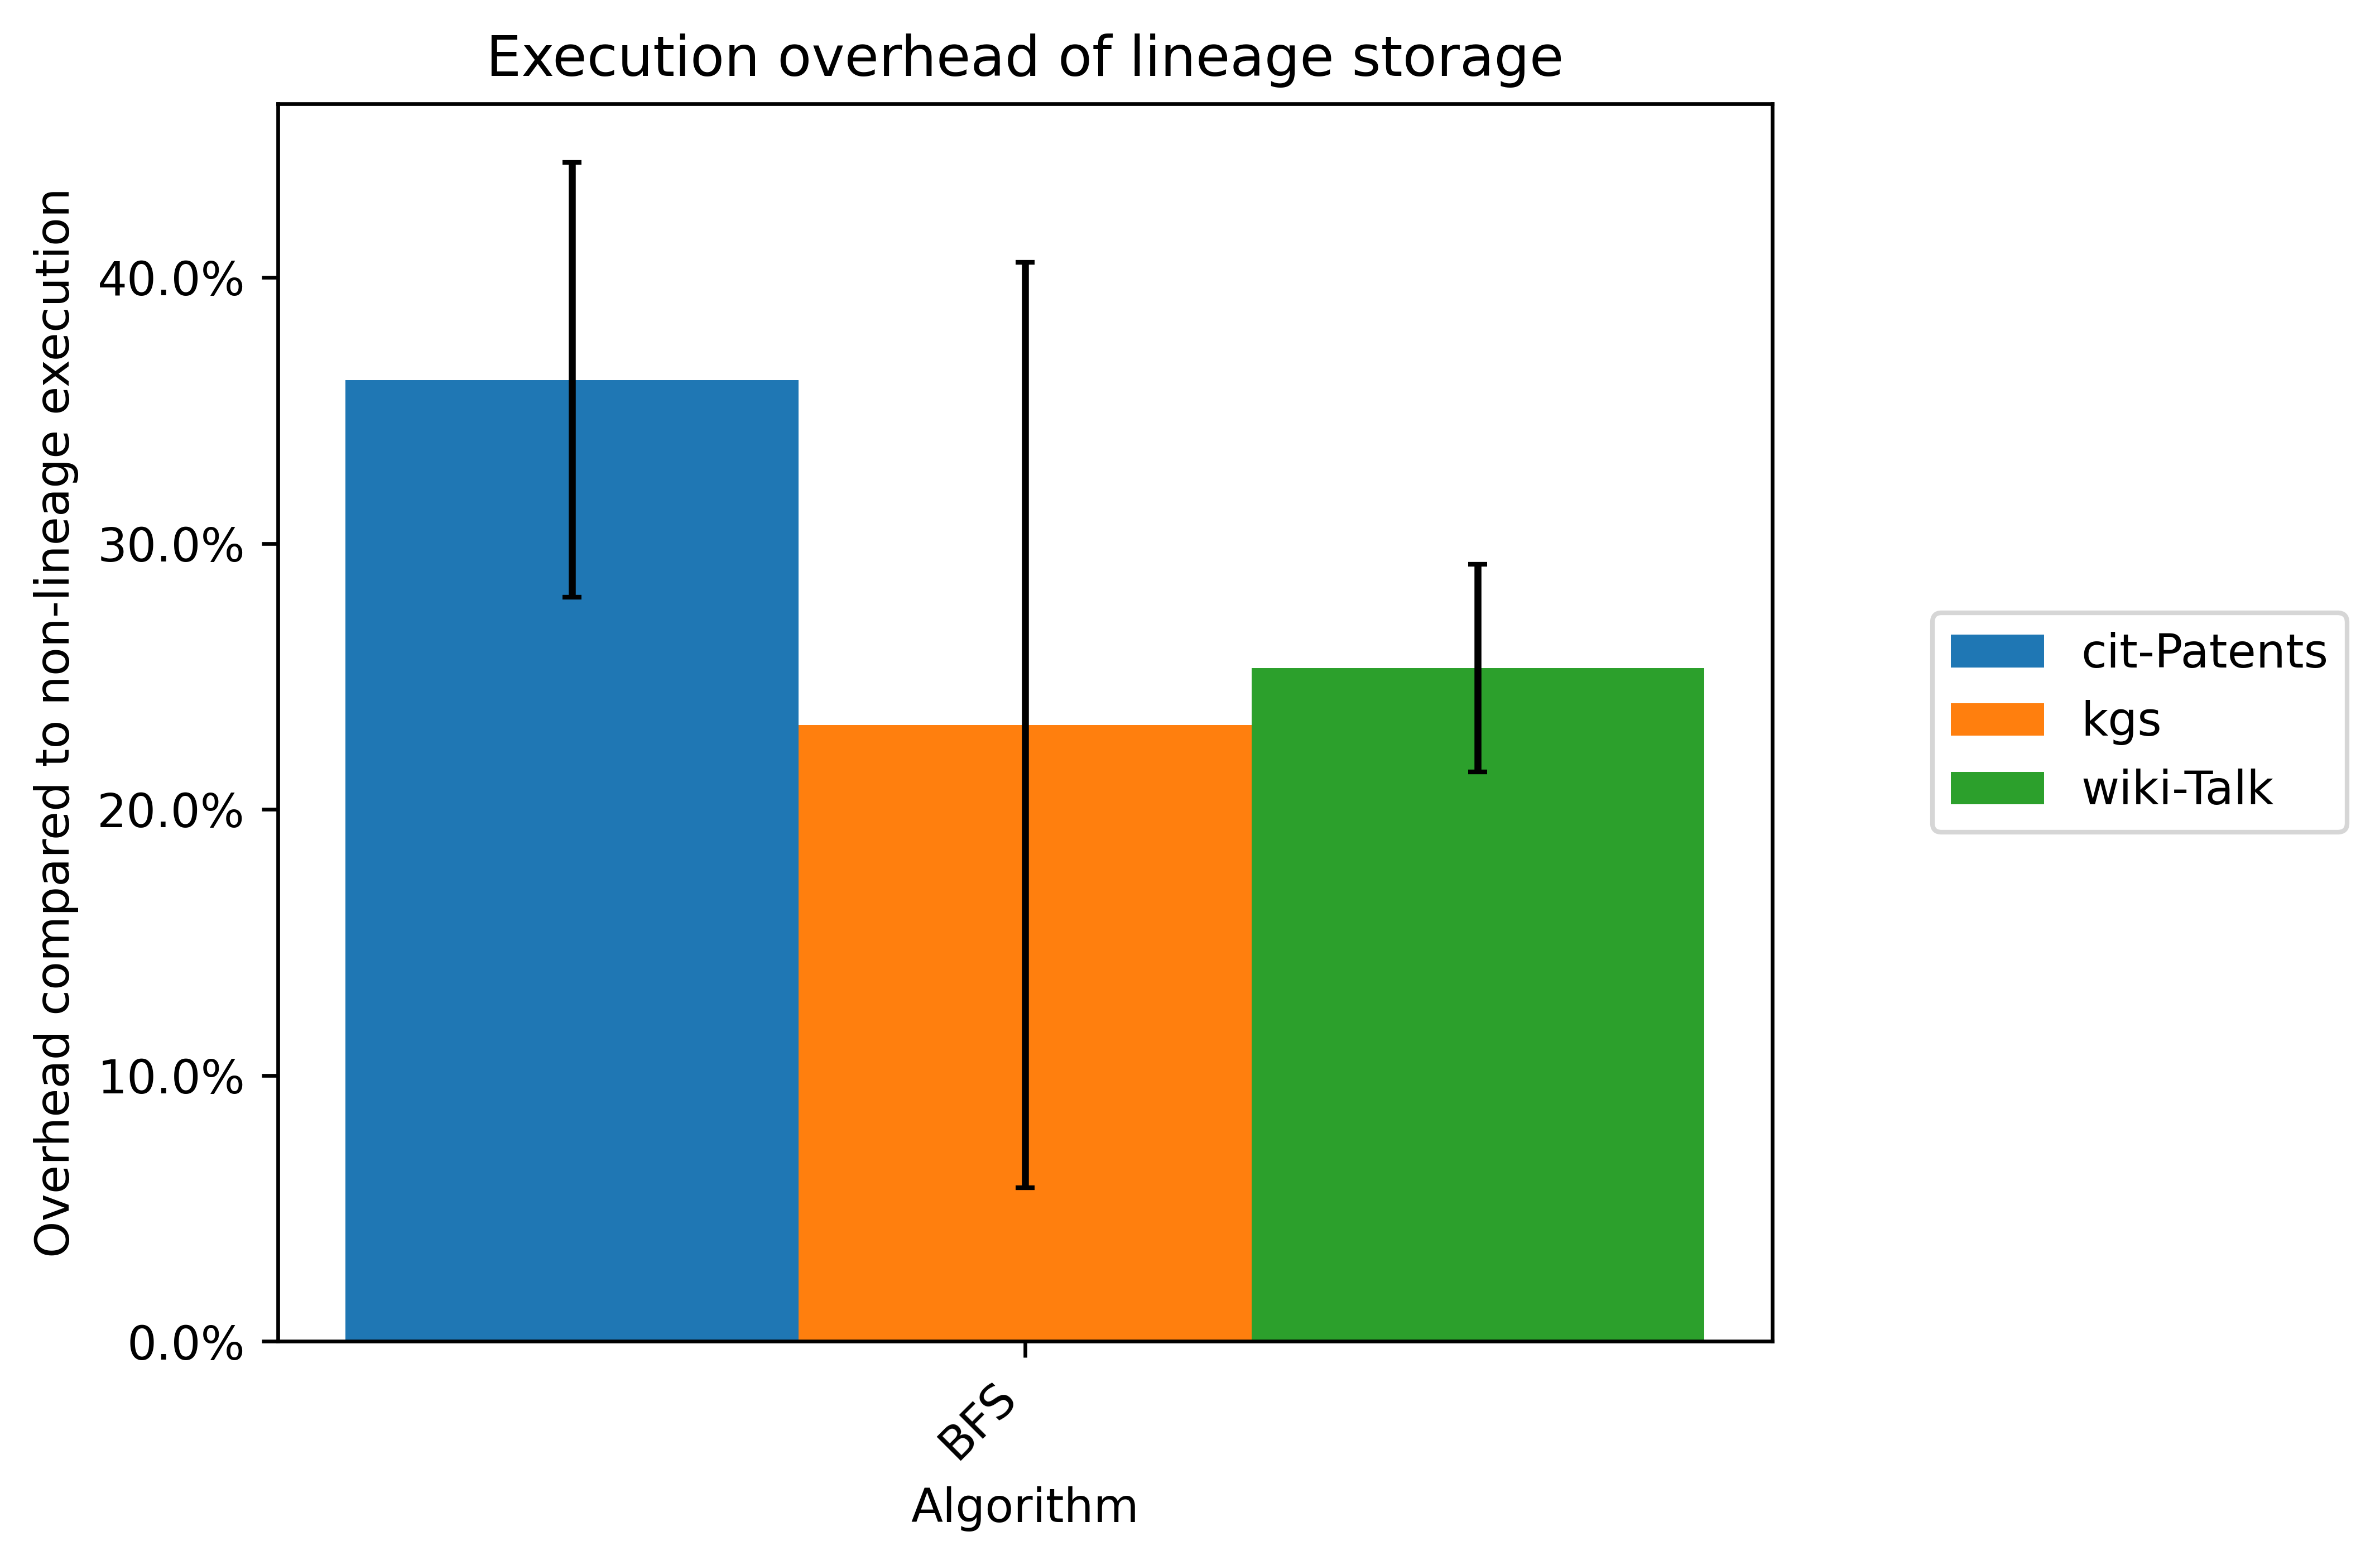 Execution overhead of lineage storage
Overhead compared to non-lineage execution
40.0%
30.0%
20.0%
10.0%
0.0%
BFS
Algorithm
cit-Patents
kgs
wiki-Talk